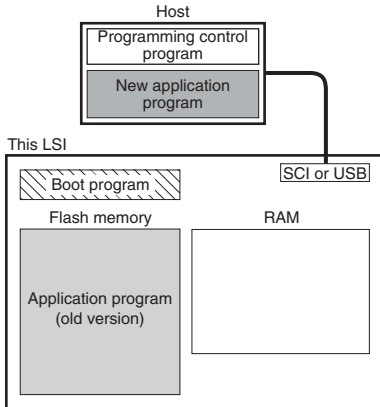 Host
Programming control
program
New application
program
This LSI
SCI or USB
Boot program
Flash memory
RAM
Application program
(old version)